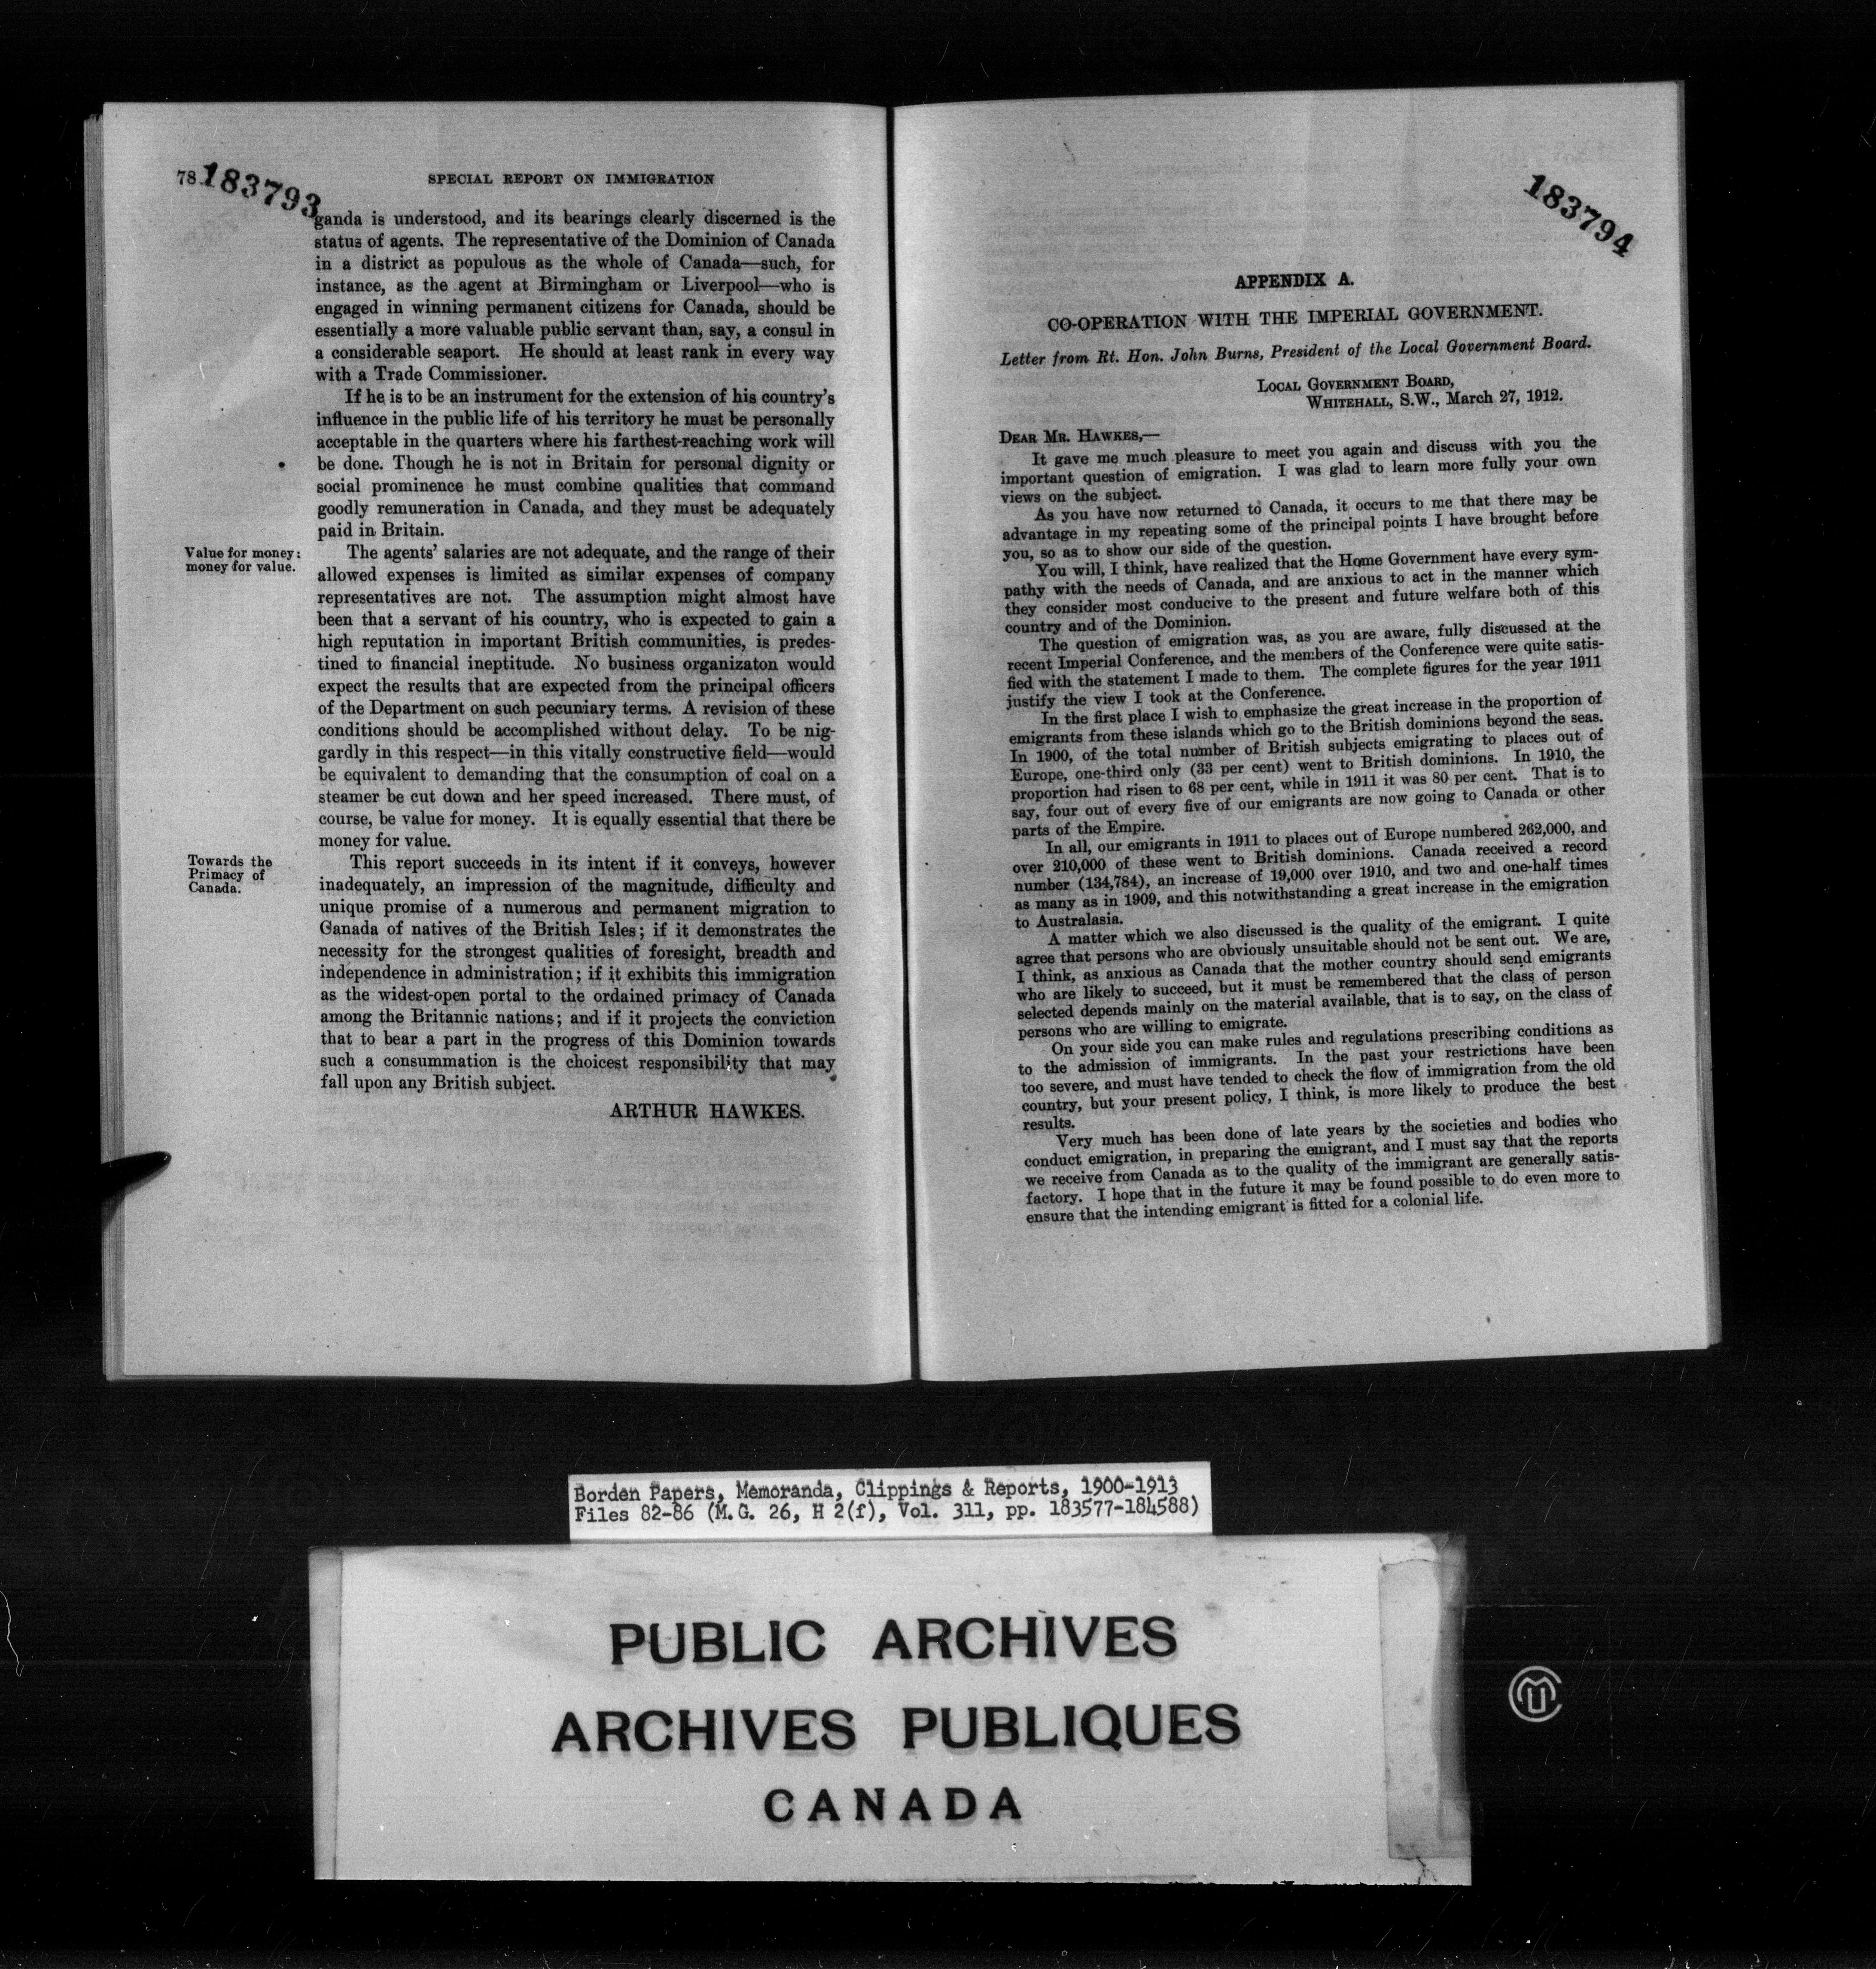 78
183793
SPECIAL REPORT ON IMMIGRATION
ganda is understood, and its bearings clearly discerned is the
status of agents. The representative of the Dominion of Canada
in a district as populous as the whole of Canada—such, for
instance, as the agent at Birmingham or Liverpool—who is
engaged in winning permanent citizens for Canada, should be
essentially a more valuable public servant than, say, a consul in
a considerable seaport. He should at least rank in every way
with a Trade Commissioner.
If he is to be an instrument for the extension of his country's
influence in the public life of his territory he must be personally
acceptable in the quarters where his farthest-reaching work will
be done. Though he is not in Britain for personal dignity or
social prominence he must combine qualities that command
goodly remuneration in Canada, and they must be adequately
paid in Britain.
Value for money:
money for value.
The agents' salaries are not adequate, and the range of their
allowed expenses is limited as similar expenses of company
representatives are not. The assumption might almost have
been that a servant of his country, who is expected to gain a
high reputation in important British communities, is predes-
tined to financial ineptitude. No business organizaton would
expect the results that are expected from the principal officers
of the Department on such pecuniary terms. A revision of these
conditions should be accomplished without delay. To be nig-
gardly in this respect—in this vitally constructive field—would
be equivalent to demanding that the consumption of coal on a
steamer be cut down and her speed increased. There must, of
course, be value for money. It is equally essential that there be
money for value.
Towards the
Primacy of
Canada.
This report succeeds in its intent if it conveys, however
inadequately, an impression of the magnitude, difficulty and
unique promise of a numerous and permanent migration to
Canada of natives of the British Isles; if it demonstrates the
necessity for the strongest qualities of foresight, breadth and
independence in administration; if it exhibits this immigration
as the widest-open portal to the ordained primacy of Canada
among the Britannic nations; and if it projects the conviction
that to bear a part in the progress of this Dominion towards
such a consummation is the choicest responsibility that may
fall upon any British subject.
ARTHUR HAWKES.
183794
APPENDIX A.
CO-OPERATION WITH THE IMPERIAL GOVERNMENT.
Letter from Rt. Hon. John Burns, President of the Local Government Board.
LOCAL GOVERNMENT BOARD,
WHITEHALL, S.W., March 27, 1912.
DEAR MR. HAWKES,—
It gave me much pleasure to meet you again and discuss with you the
important question of emigration. I was glad to learn more fully your own
views on the subject.
As you have now returned to Canada, it occurs to me that there may be
advantage in my repeating some of the principal points I have brought before
you, so as to show our side of the question.
You will, I think, have realized that the Home Government have every sym-
pathy with the needs of Canada, and are anxious to act in the manner which
they consider most conducive to the present and future welfare both of this
country and of the Dominion.
The question of emigration was, as you are aware, fully discussed at the
recent Imperial Conference, and the members of the Conference were quite satis-
fied with the statement I made to them. The complete figures for the year 1911
justify the view I took at the Conference.
In the first place I wish to emphasize the great increase in the proportion of
emigrants from these islands which go to the British dominions beyond the seas.
In 1900, of the total number of British subjects emigrating to places out of
Europe, one-third only (33 per cent) went to British dominions. In 1910, the
proportion had risen to 68 per cent, while in 1911 it was 80 per cent. That is to
say, four out of every five of our emigrants are now going to Canada or other
parts of the Empire.
In all, our emigrants in 1911 to places out of Europe numbered 262,000, and
over 210,000 of these went to British dominions. Canada received a record
number (134,784), an increase of 19,000 over 1910, and two and one-half times
as many as in 1909, and this notwithstanding a great increase in the emigration
to Australasia.
A matter which we also discussed is the quality of the emigrant. I quite
agree that persons who are obviously unsuitable should not be sent out. We are,
I think, as anxious as Canada that the mother country should send emigrants
who are likely to succeed, but it must be remembered that the class of person
selected depends mainly on the material available, that is to say, on the class of
persons who are willing to emigrate.
On your side you can make rules and regulations prescribing conditions as
to the admission of immigrants. In the past your restrictions have been
too severe, and must have tended to check the flow of immigration from the old
country, but your present policy, I think, is more likely to produce the best
results.
Very much has been done of late years by the societies and bodies who
conduct emigration, in preparing the emigrant, and I must say that the reports
we receive from Canada as to the quality of the immigrant are generally satis-
factory. I hope that in the future it may be found possible to do even more to
ensure that the intending emigrant is fitted for a colonial life.
Borden Papers, Memoranda, Clippings & Reports, 1900-1913
Files 82-86 (M.G. 26, H 2(f), Vol. 311, pp. 183577-184588)
PUBLIC ARCHIVES
ARCHIVES PUBLIQUES
CANADA